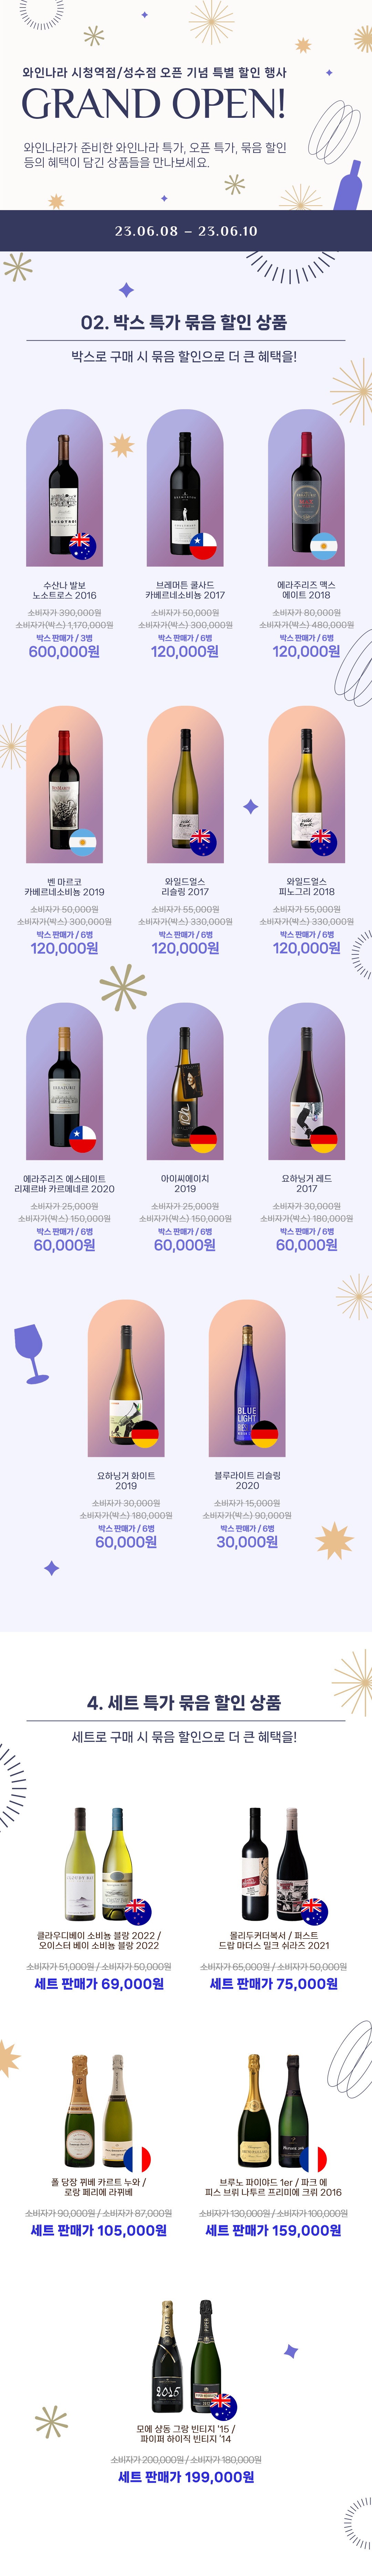 와인나라 시청역점/성수점 오픈 기념 특별 할인 행사
GRAND OPEN!
와인나라가 준비한 와인나라 특가, 오픈 특가, 묶음 할인
등의 혜택이 담긴 상품들을 만나보세요.
23.06.08 – 23.06.10
02. 박스 특가 묶음 할인 상품
박스로 구매 시 묶음 할인으로 더 큰 혜택을!
수산나 발보
노소트로스 2016
소비자가 390,000원
소비자가(박스) 1,170,000원
박스 판매가 / 3병
600,000원
브레머튼 쿨사드
카베르네소비뇽 2017
소비자가 50,000원
소비자가(박스) 300,000원
박스 판매가 / 6병
120,000원
에라주리즈 맥스
에이트 2018
소비자가 80,000원
소비자가(박스) 480,000원
박스 판매가 / 6병
120,000원
벤 마르코
카베르네소비뇽 2019
소비자가 50,000원
소비자가(박스) 300,000원
박스 판매가 / 6병
120,000원
와일드얼스
리슬링 2017
소비자가 55,000원
소비자가(박스) 330,000원
박스 판매가 / 6병
120,000원
와일드얼스
피노그리 2018
소비자가 55,000원
소비자가(박스) 330,000원
박스 판매가 / 6병
120,000원
에라주리즈 에스테이트
리제르바 카르메네르 2020
소비자가 25,000원
소비자가(박스) 150,000원
박스 판매가 / 6병
60,000원
아이씨에이치
2019
소비자가 25,000원
소비자가(박스) 150,000원
박스 판매가 / 6병
60,000원
요하닝거 레드
2017
소비자가 30,000원
소비자가(박스) 180,000원
박스 판매가 / 6병
60,000원
요하닝거 화이트
2019
소비자가 30,000원
소비자가(박스) 180,000원
박스 판매가 / 6병
60,000원
BLUE
LIGHT
블루라이트 리슬링
2020
소비자가 15,000원
소비자가(박스) 90,000원
박스 판매가 / 6병
30,000원
4. 세트 특가 묶음 할인 상품
세트로 구매 시 묶음 할인으로 더 큰 혜택을!
클라우디베이 소비뇽 블랑 2022 /
오이스터 베이 소비뇽 블랑 2022
소비자가 51,000원 / 소비자가 50,000원
세트 판매가 69,000원
몰리두커더복서 / 퍼스트
드랍 마더스 밀크 쉬라즈 2021
소비자가 65,000원 / 소비자가 50,000원
세트 판매가 75,000원
폴 당장 뀌베 카르트 누와 /
로랑 페리에 라뀌베
소비자가 90,000원 / 소비자가 87,000원
세트 판매가 105,000원
브루노 파이야드 1er / 파크 에
피스 브뤼 나투르 프리미에 크뤼 2016
소비자가 130,000원 / 소비자가 100,000원
세트 판매가 159,000원
2015
모에 샹동 그랑 빈티지 '15 /
파이퍼 하이직 빈티지 '14
소비자가 200,000원 / 소비자가 180,000원
세트 판매가 199,000원